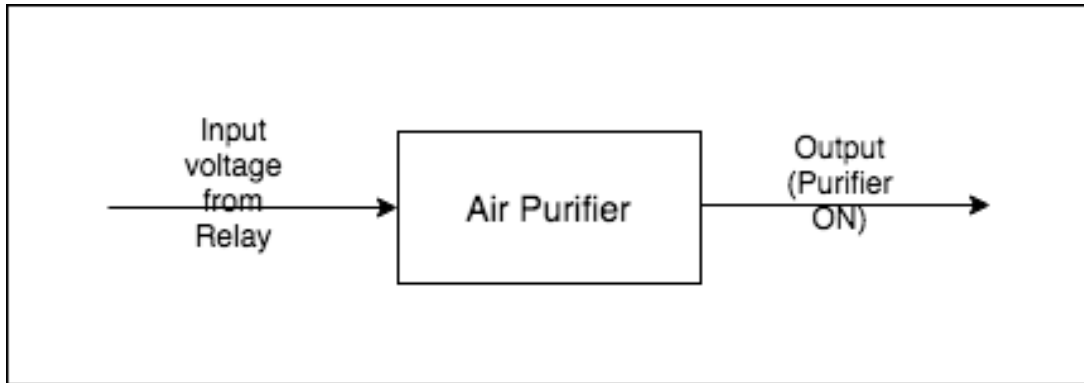 Input
voltage
from
Relay
Air Purifier
Output
(Purifier
ON)